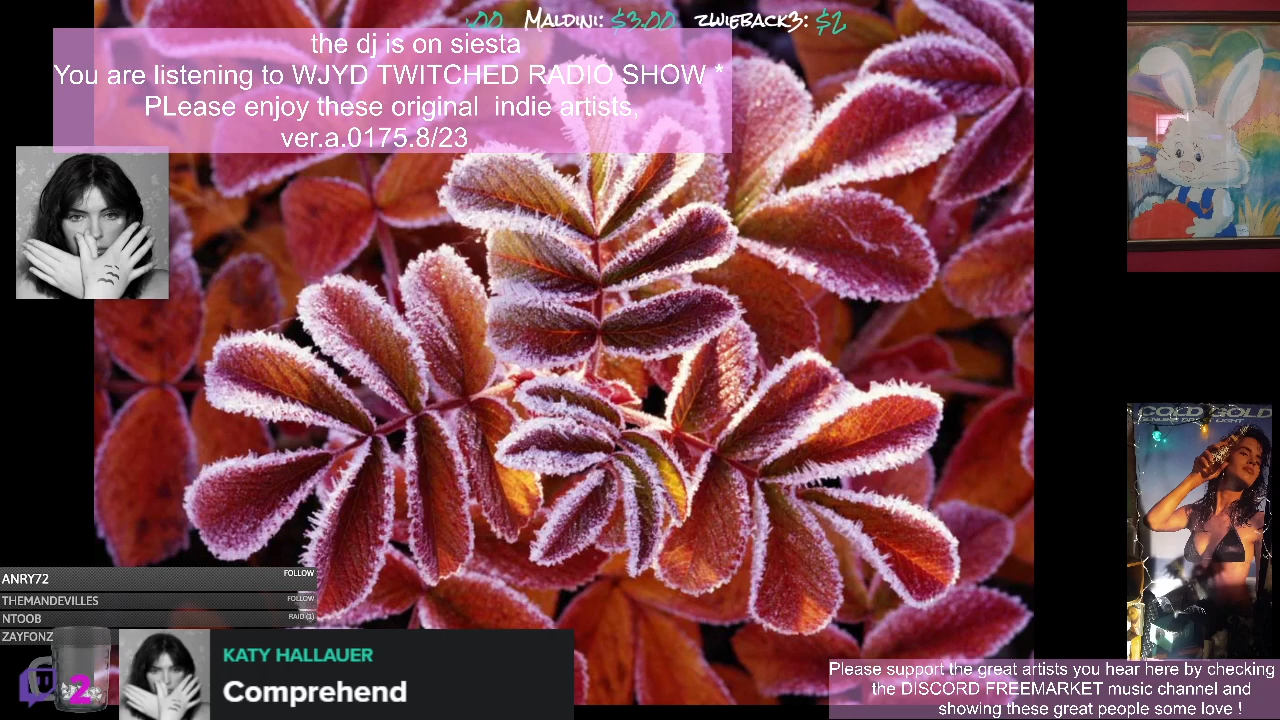 .00 MALDINI: $3.00 ZWIEBACK3: $2
the dj is on siesta
You are listening to WJYD TWITCHED RADIO SHOW *
PLease enjoy these original indie artists,
ver.a.0175.8/23
COLD GOLD
ANRY72 FOLLOW
THEMANDEVILLES FOLLOW
NTOOB RAID (1)
ZAYFONZ
2
KATY HALLAUER
Comprehend
Please support the great artists you hear here by checking
the DISCORD FREEMARKET music channel and
showing these great people some love !